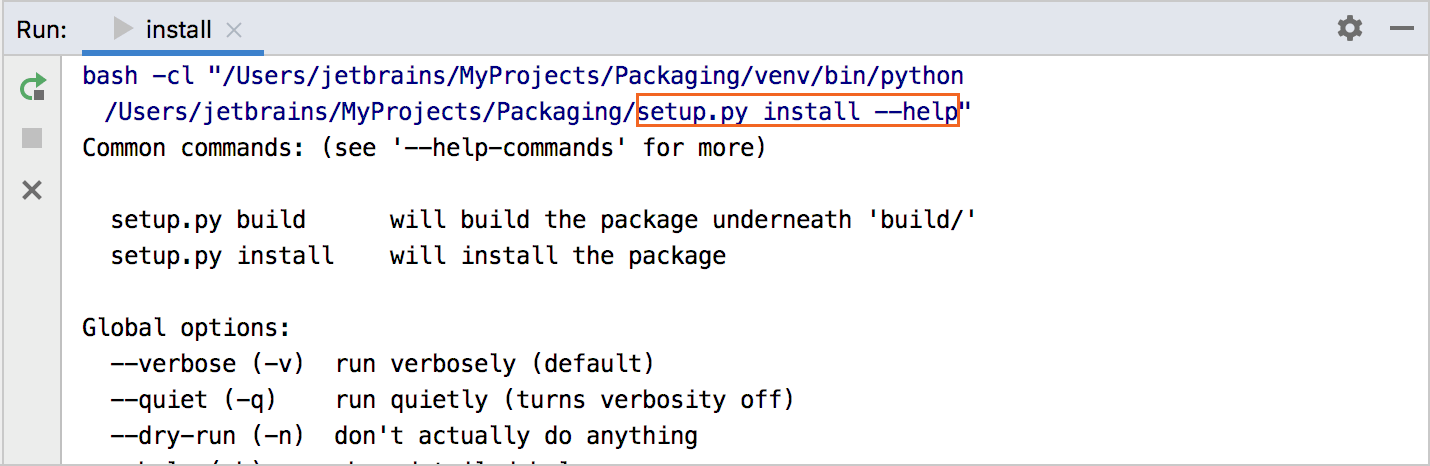 Run: install
bash -cl "/Users/jetbrains/MyProjects/Packaging/venv/bin/python
/Users/jetbrains/MyProjects/Packaging/setup.py install --help"
Common commands: (see '--help-commands' for more)
setup.py build will build the package underneath 'build/'
setup.py install will install the package
Global options:
--verbose (-v) run verbosely (default)
--quiet (-q) run quietly (turns verbosity off)
--dry-run (-n) don't actually do anything